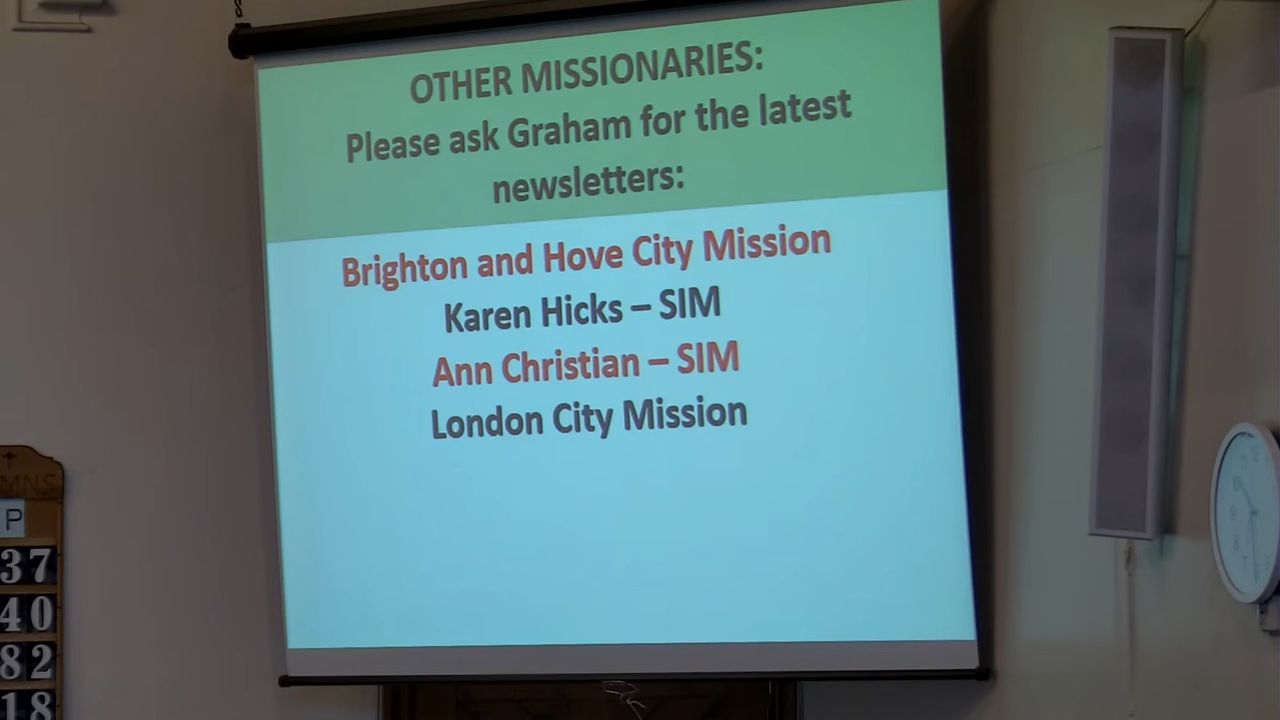 OTHER MISSIONARIES:
Please ask Graham for the latest
newsletters:
Brighton and Hove City Mission
Karen Hicks – SIM
Ann Christian – SIM
London City Mission
MNS
P
37
40
82
18